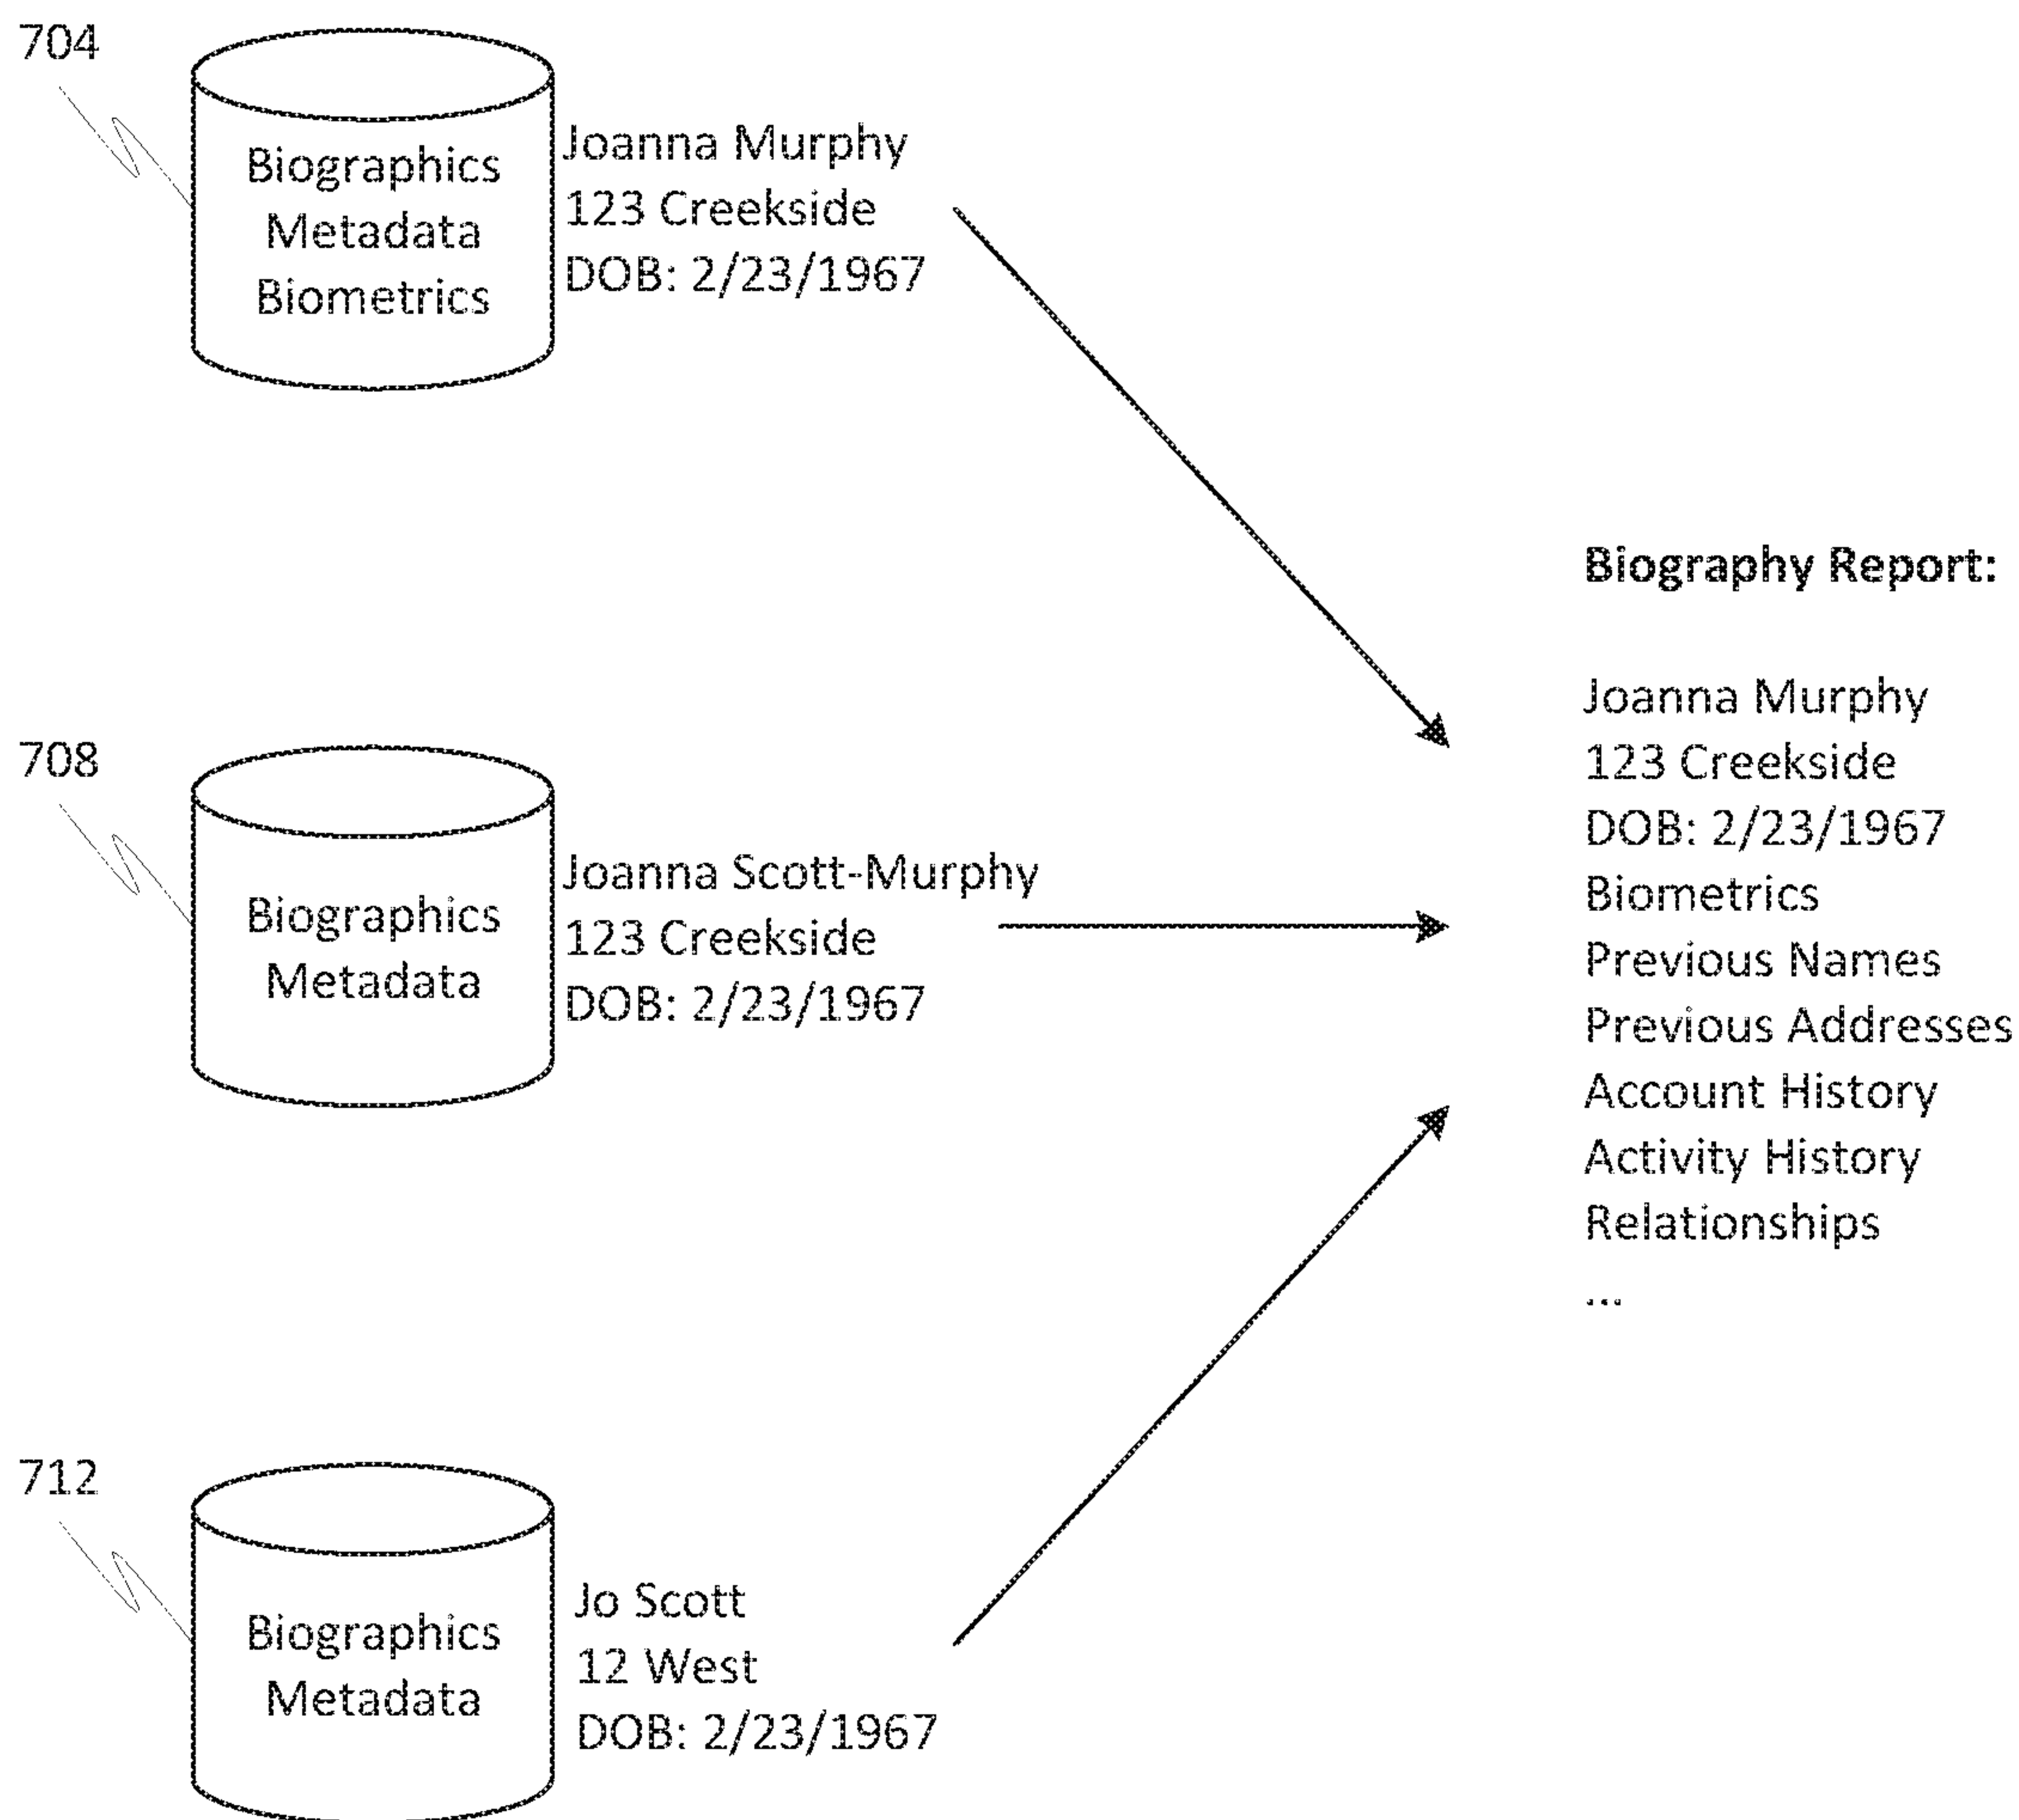 704
Biographics
Metadata
Biometrics
Joanna Murphy
123 Creekside
DOB: 2/23/1967
708
Biographics
Metadata
Joanna Scott-Murphy
123 Creekside
DOB: 2/23/1967
712
Biographics
Metadata
Jo Scott
12 West
DOB: 2/23/1967
Biography Report:
Joanna Murphy
123 Creekside
DOB: 2/23/1967
Biometrics
Previous Names
Previous Addresses
Account History
Activity History
Relationships
...